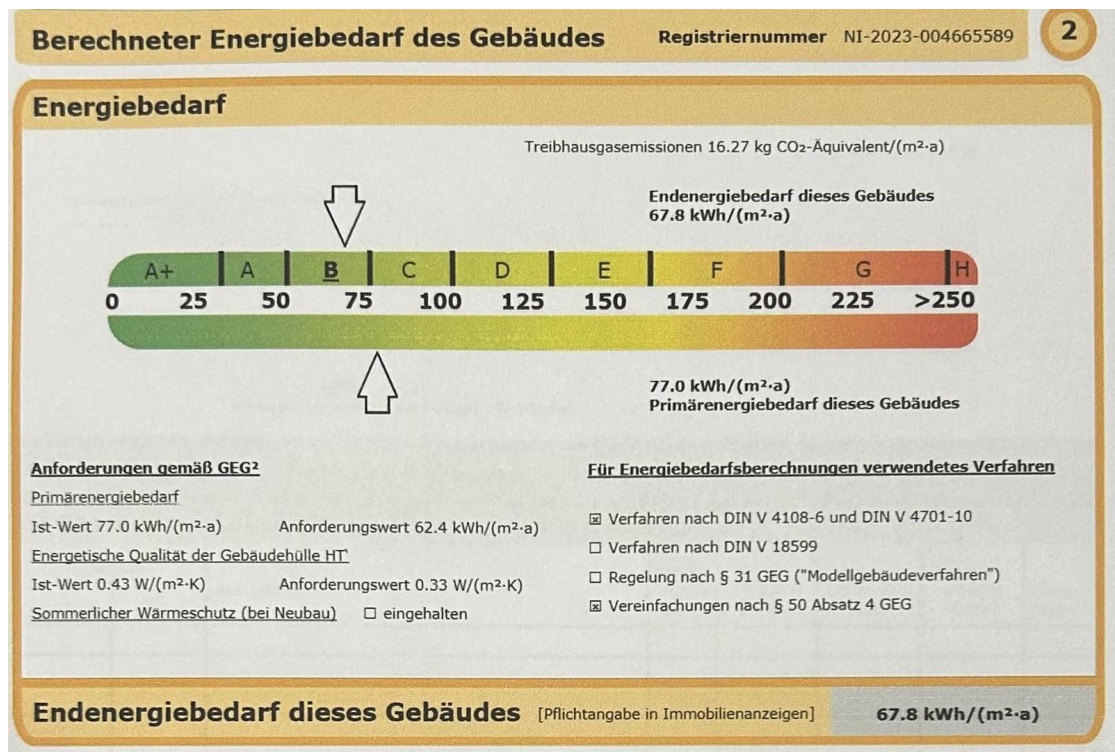 Berechneter Energiebedarf des Gebäudes Registriernummer NI-2023-004665589 2
Energiebedarf
Treibhausgasemissionen 16.27 kg CO₂-Äquivalent/(m²·a)
Endenergiebedarf dieses Gebäudes
67.8 kWh/(m²·a)
A+ A B C D E F G H
0 25 50 75 100 125 150 175 200 225 >250
77.0 kWh/(m²·a)
Primärenergiebedarf dieses Gebäudes
Anforderungen gemäß GEG²
Primärenergiebedarf
Ist-Wert 77.0 kWh/(m²·a) Anforderungswert 62.4 kWh/(m²·a)
Energetische Qualität der Gebäudehülle HT'
Ist-Wert 0.43 W/(m²·K) Anforderungswert 0.33 W/(m²·K)
Sommerlicher Wärmeschutz (bei Neubau) ☐ eingehalten
Für Energiebedarfsberechnungen verwendetes Verfahren
☒ Verfahren nach DIN V 4108-6 und DIN V 4701-10
☐ Verfahren nach DIN V 18599
☐ Regelung nach § 31 GEG ("Modellgebäudeverfahren")
☒ Vereinfachungen nach § 50 Absatz 4 GEG
Endenergiebedarf dieses Gebäudes [Pflichtangabe in Immobilienanzeigen] 67.8 kWh/(m²·a)